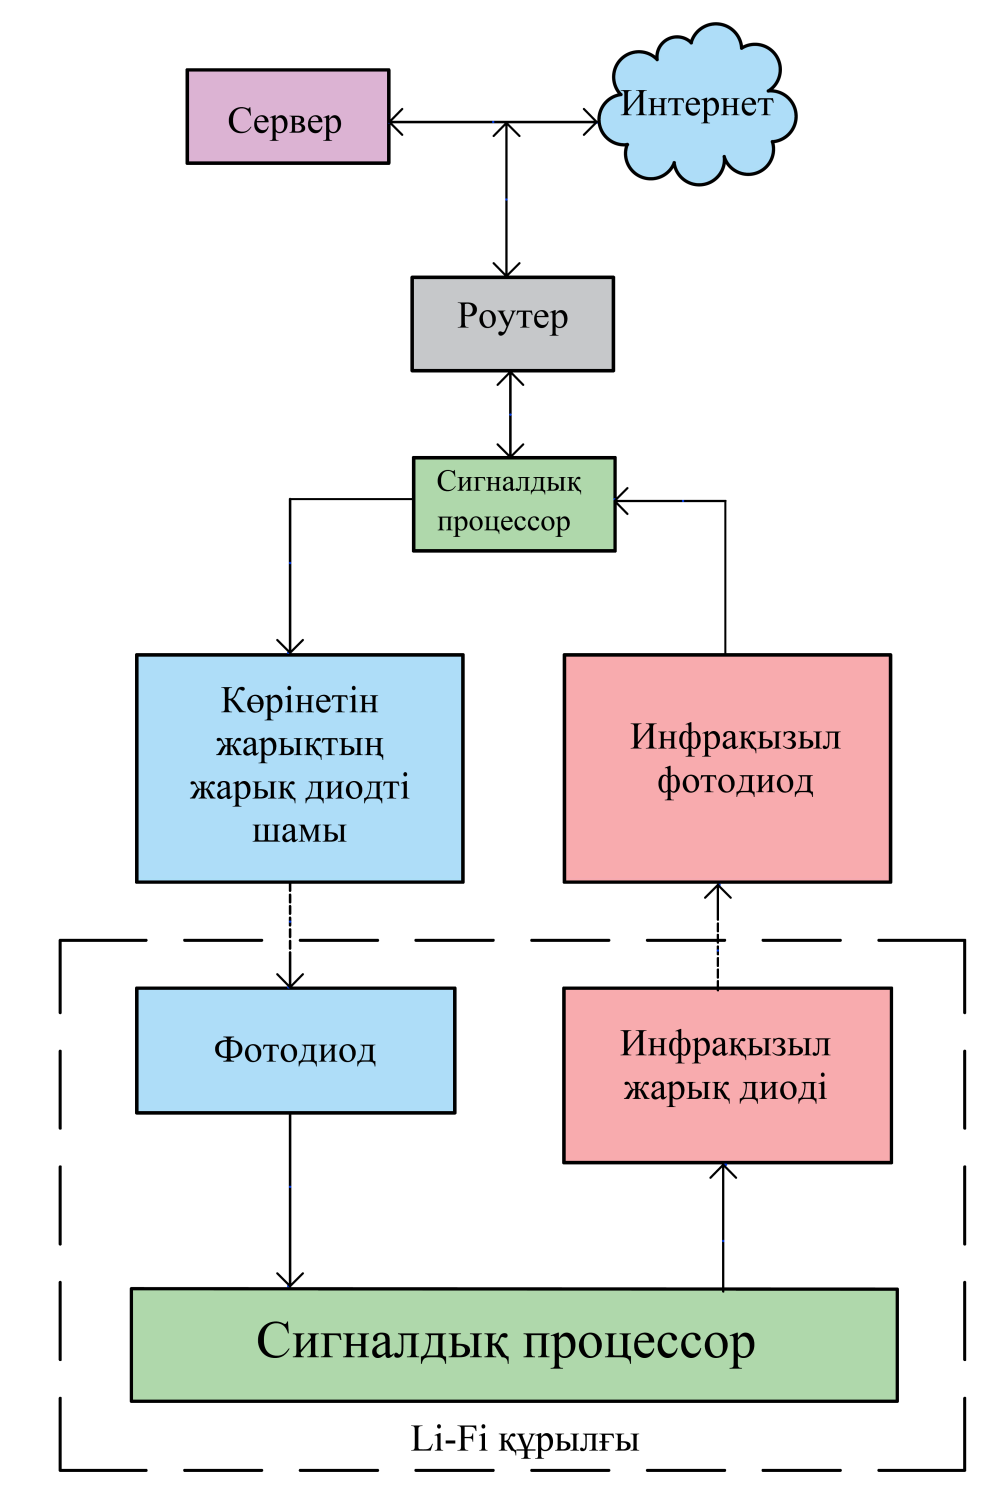 Сервер
Интернет
Роутер
Сигналдық
процессор
Көрінетін
жарықтың
жарық диодті
шамы
Инфрақызыл
фотодиод
Фотодиод
Инфрақызыл
жарық диоді
Сигналдық процессор
Li-Fi құрылғы